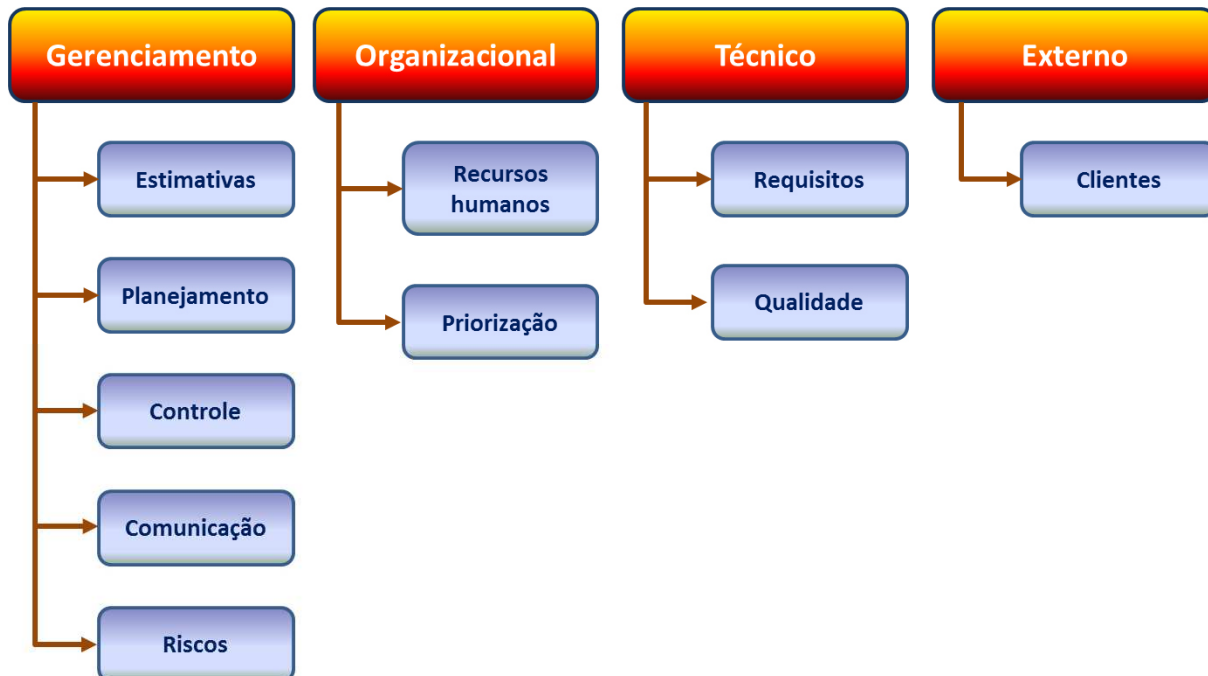 Gerenciamento
Estimativas
Planejamento
Controle
Comunicação
Riscos
Organizacional
Recursos
humanos
Priorização
Técnico
Requisitos
Qualidade
Externo
Clientes